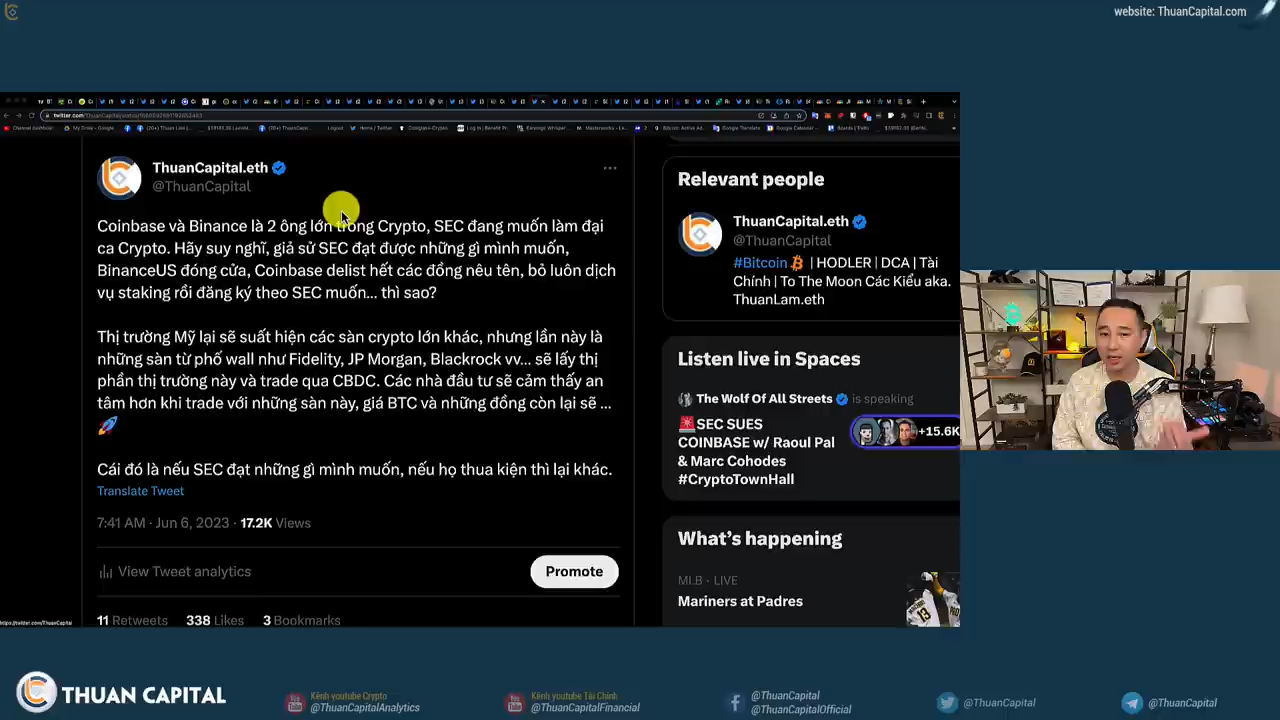 website: ThuanCapital.com
ThuanCapital.eth
@ThuanCapital
Coinbase và Binance là 2 ông lớn trong Crypto, SEC đang muốn làm đại
ca Crypto. Hãy suy nghĩ, giả sử SEC đạt được những gì mình muốn,
BinanceUS đóng cửa, Coinbase delist hết các đồng nêu tên, bỏ luôn dịch
vụ staking rồi đăng ký theo SEC muốn... thì sao?
Thị trường Mỹ lại sẽ suất hiện các sàn crypto lớn khác, nhưng lần này là
những sàn từ phố wall như Fidelity, JP Morgan, Blackrock vv... sẽ lấy thị
phần thị trường này và trade qua CBDC. Các nhà đầu tư sẽ cảm thấy an
tâm hơn khi trade với những sàn này, giá BTC và những đồng còn lại sẽ ...
🚀
Cái đó là nếu SEC đạt những gì mình muốn, nếu họ thua kiện thì lại khác.
Translate Tweet
7:41 AM · Jun 6, 2023 · 17.2K Views
View Tweet analytics
Promote
11 Retweets 338 Likes 3 Bookmarks
Relevant people
ThuanCapital.eth
@ThuanCapital
#Bitcoin | HODLER | DCA | Tài
Chính | To The Moon Các Kiểu aka.
ThuanLam.eth
Listen live in Spaces
The Wolf Of All Streets is speaking
🚨SEC SUES
COINBASE w/ Raoul Pal
& Marc Cohodes
#CryptoTownHall
+15.6K
What's happening
MLB · LIVE
Mariners at Padres
THUAN CAPITAL
Kênh youtube Crypto
@ThuanCapitalAnalytics
Kênh youtube Tài Chính
@ThuanCapitalFinancial
@ThuanCapital
@ThuanCapitalOfficial
@ThuanCapital
@ThuanCapital